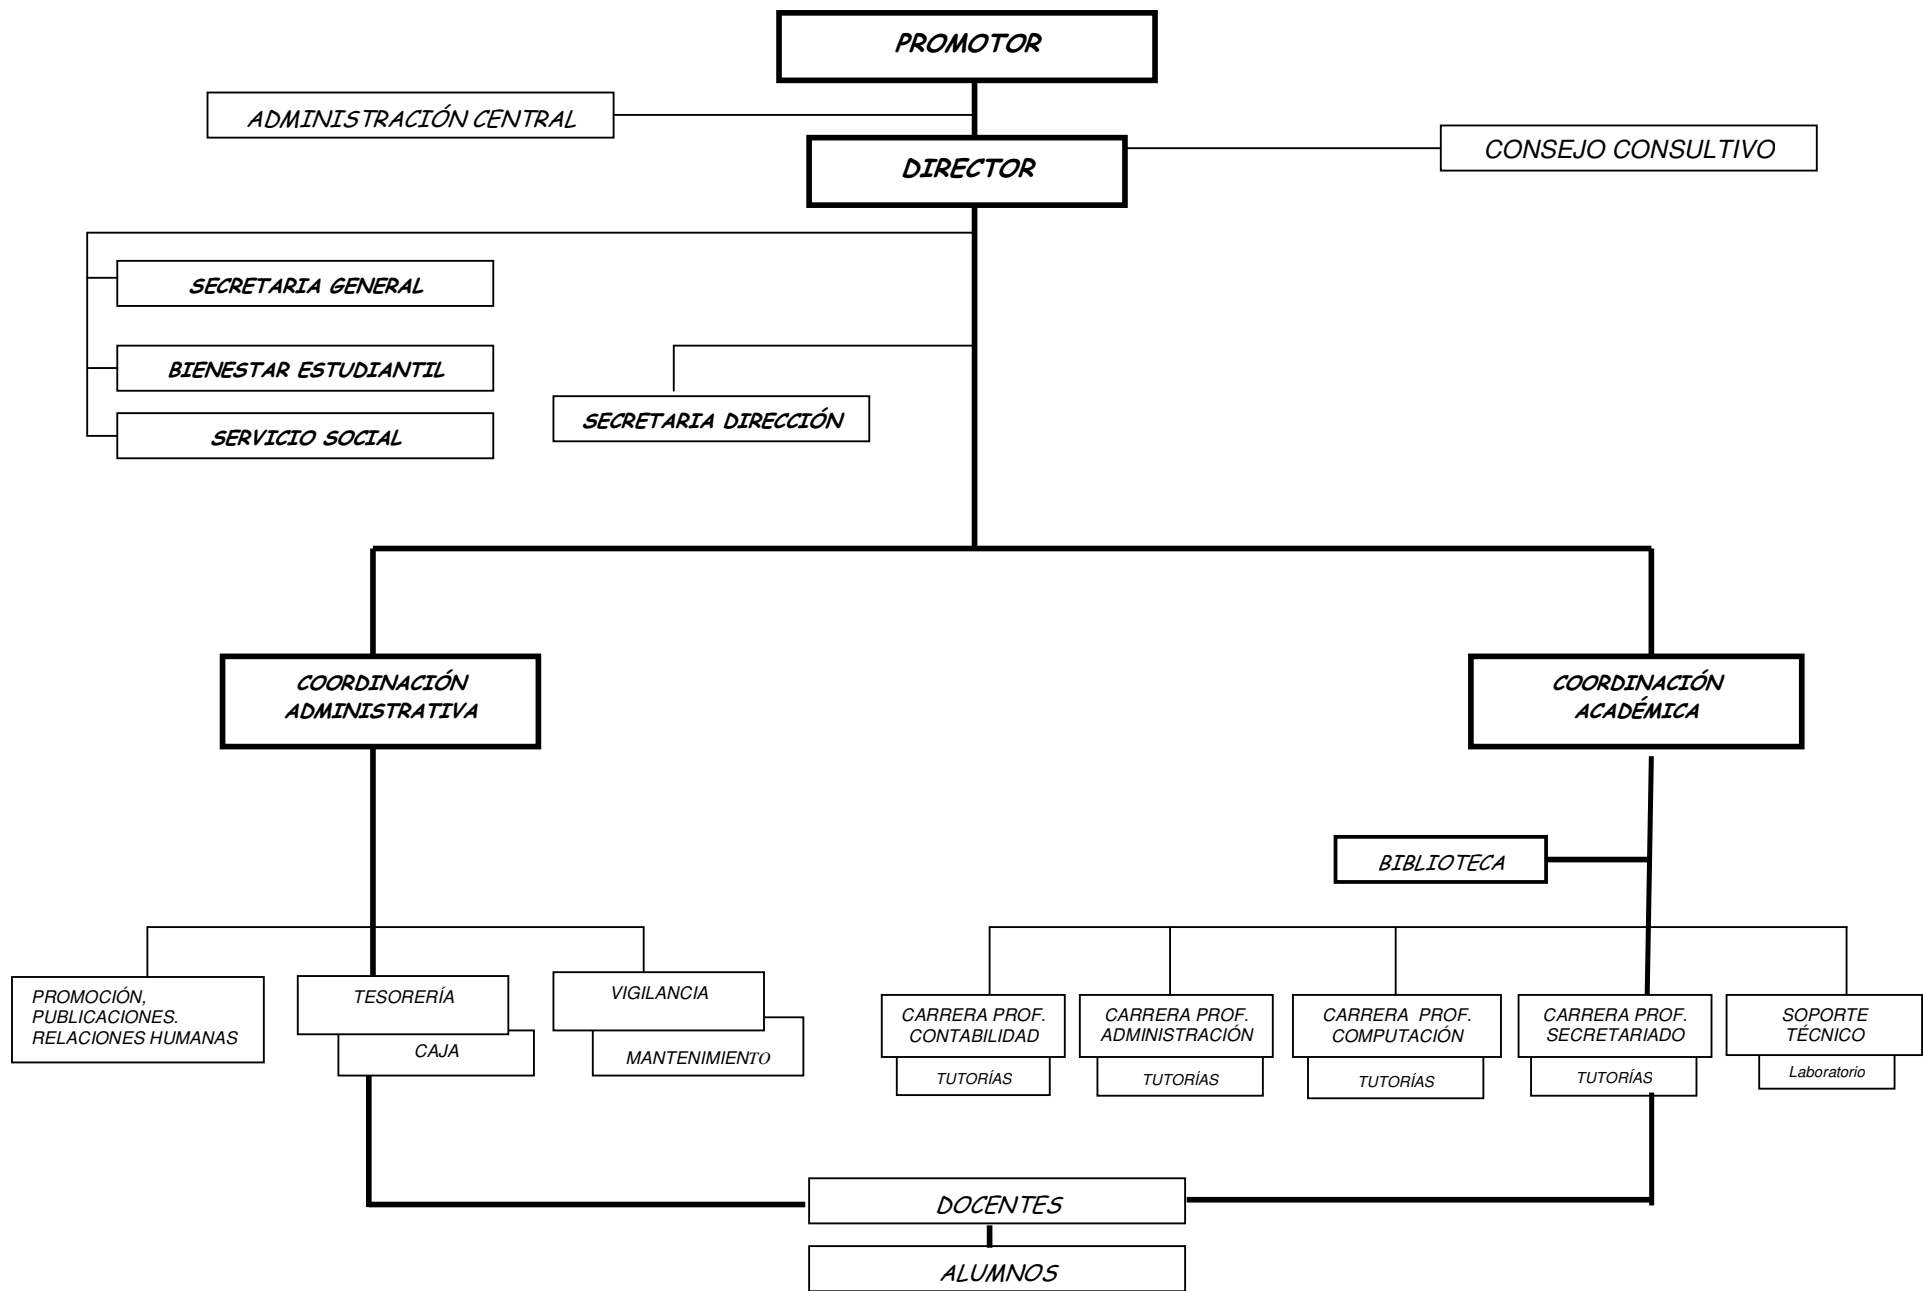 PROMOTOR
ADMINISTRACIÓN CENTRAL
CONSEJO CONSULTIVO
DIRECTOR
SECRETARIA GENERAL
BIENESTAR ESTUDIANTIL
SECRETARIA DIRECCIÓN
SERVICIO SOCIAL
COORDINACIÓN
ADMINISTRATIVA
COORDINACIÓN
ACADÉMICA
BIBLIOTECA
PROMOCIÓN,
PUBLICACIONES.
RELACIONES HUMANAS
TESORERÍA
CAJA
VIGILANCIA
MANTENIMIENTO
CARRERA PROF.
CONTABILIDAD
TUTORÍAS
CARRERA PROF.
ADMINISTRACIÓN
TUTORÍAS
CARRERA PROF.
COMPUTACIÓN
TUTORÍAS
CARRERA PROF.
SECRETARIADO
TUTORÍAS
SOPORTE
TÉCNICO
Laboratorio
DOCENTES
ALUMNOS